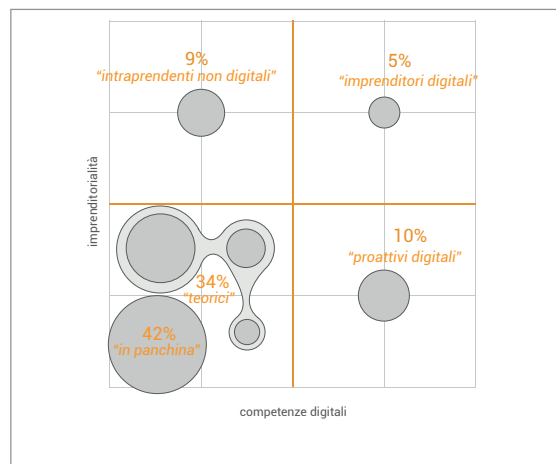 9%
"intraprendenti non digitali"
5%
"imprenditori digitali"
imprenditorialità
10%
"proattivi digitali"
34%
"teorici"
42%
"in panchina"
competenze digitali